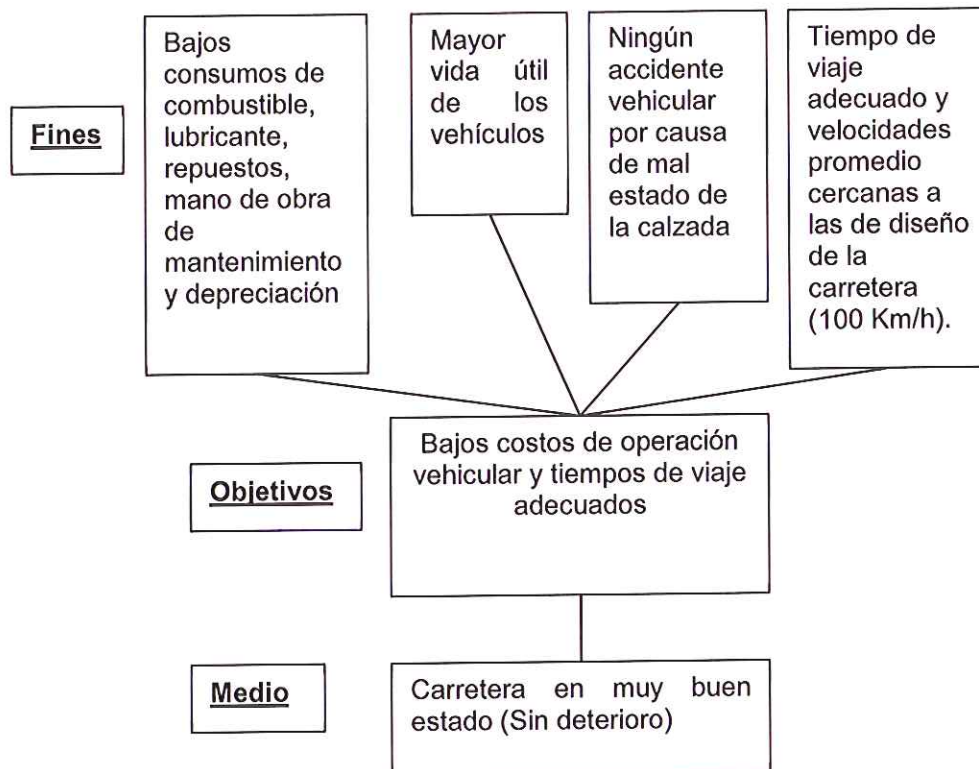 Fines
Bajos
consumos de
combustible,
lubricante,
repuestos,
mano de obra
de
mantenimiento
y depreciación
Mayor
vida útil
de los
vehículos
Ningún
accidente
vehicular
por causa
de mal
estado de
la calzada
Tiempo de
viaje
adecuado y
velocidades
promedio
cercanas a
las de diseño
de la
carretera
(100 Km/h).
Objetivos
Bajos costos de operación
vehicular y tiempos de viaje
adecuados
Medio
Carretera en muy buen
estado (Sin deterioro)